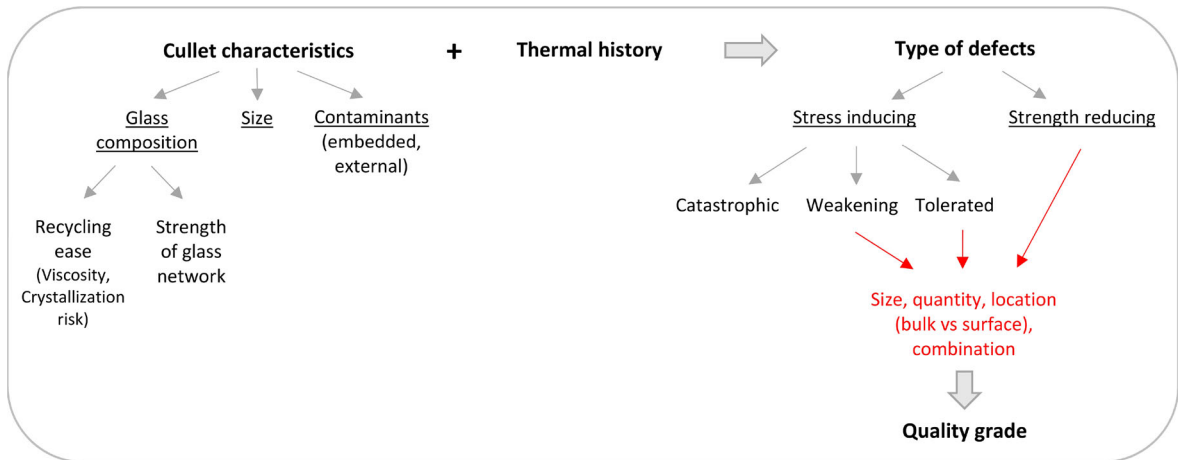 Cullet characteristics + Thermal history Type of defects
Glass
composition
Size
Contaminants
(embedded,
external)
Stress inducing
Strength reducing
Recycling
ease
(Viscosity,
Crystallization
risk)
Strength
of glass
network
Catastrophic
Weakening
Tolerated
Size, quantity, location
(bulk vs surface),
combination
Quality grade